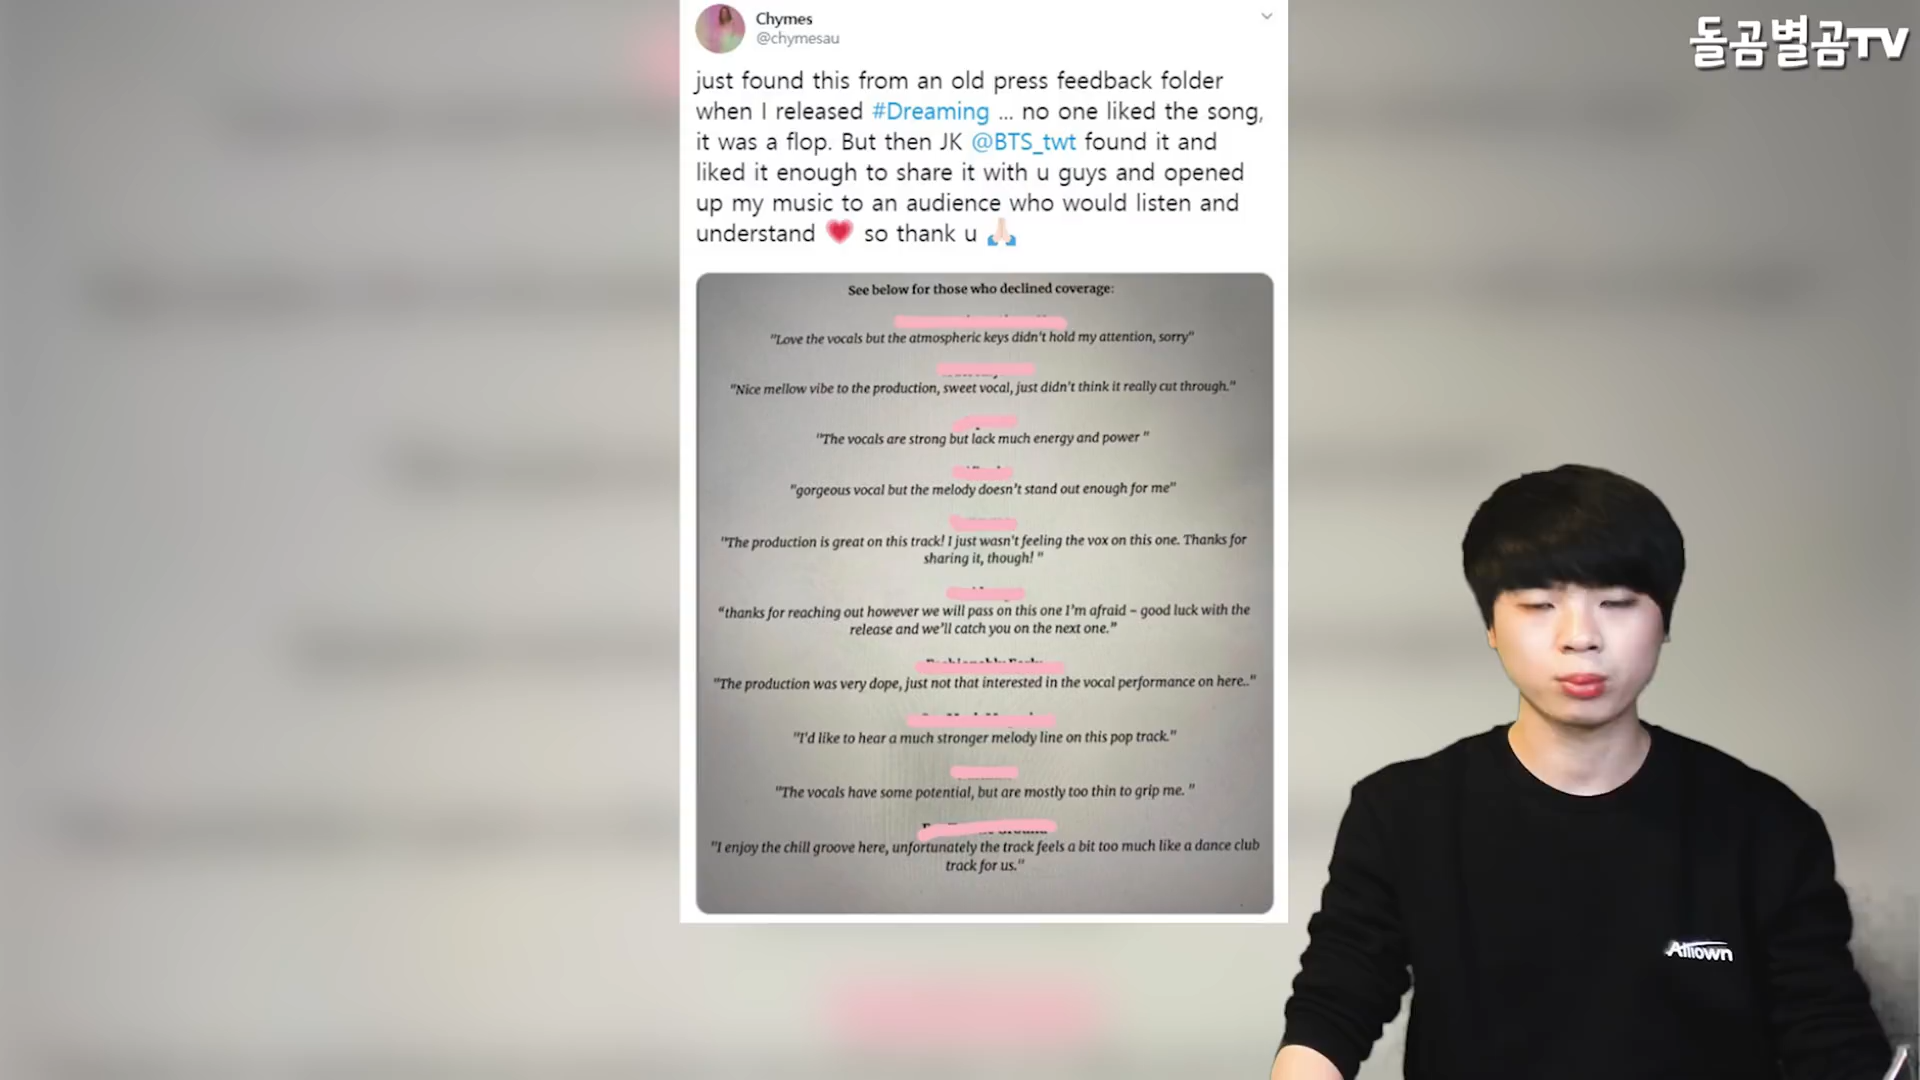 돌곰별곰TV
Chymes
@chymesau
just found this from an old press feedback folder
when I released #Dreaming ... no one liked the song,
it was a flop. But then JK @BTS_twt found it and
liked it enough to share it with u guys and opened
up my music to an audience who would listen and
understand 💗 so thank u 🙏🏻
See below for those who declined coverage:
"Love the vocals but the atmospheric keys didn't hold my attention, sorry"
"Nice mellow vibe to the production, sweet vocal, just didn't think it really cut through."
"The vocals are strong but lack much energy and power "
"gorgeous vocal but the melody doesn't stand out enough for me"
"The production is great on this track! I just wasn't feeling the vox on this one. Thanks for
sharing it, though! "
"thanks for reaching out however we will pass on this one I'm afraid – good luck with the
release and we'll catch you on the next one."
"The production was very dope, just not that interested in the vocal performance on here.."
"I'd like to hear a much stronger melody line on this pop track."
"The vocals have some potential, but are mostly too thin to grip me. "
"I enjoy the chill groove here, unfortunately the track feels a bit too much like a dance club
track for us."